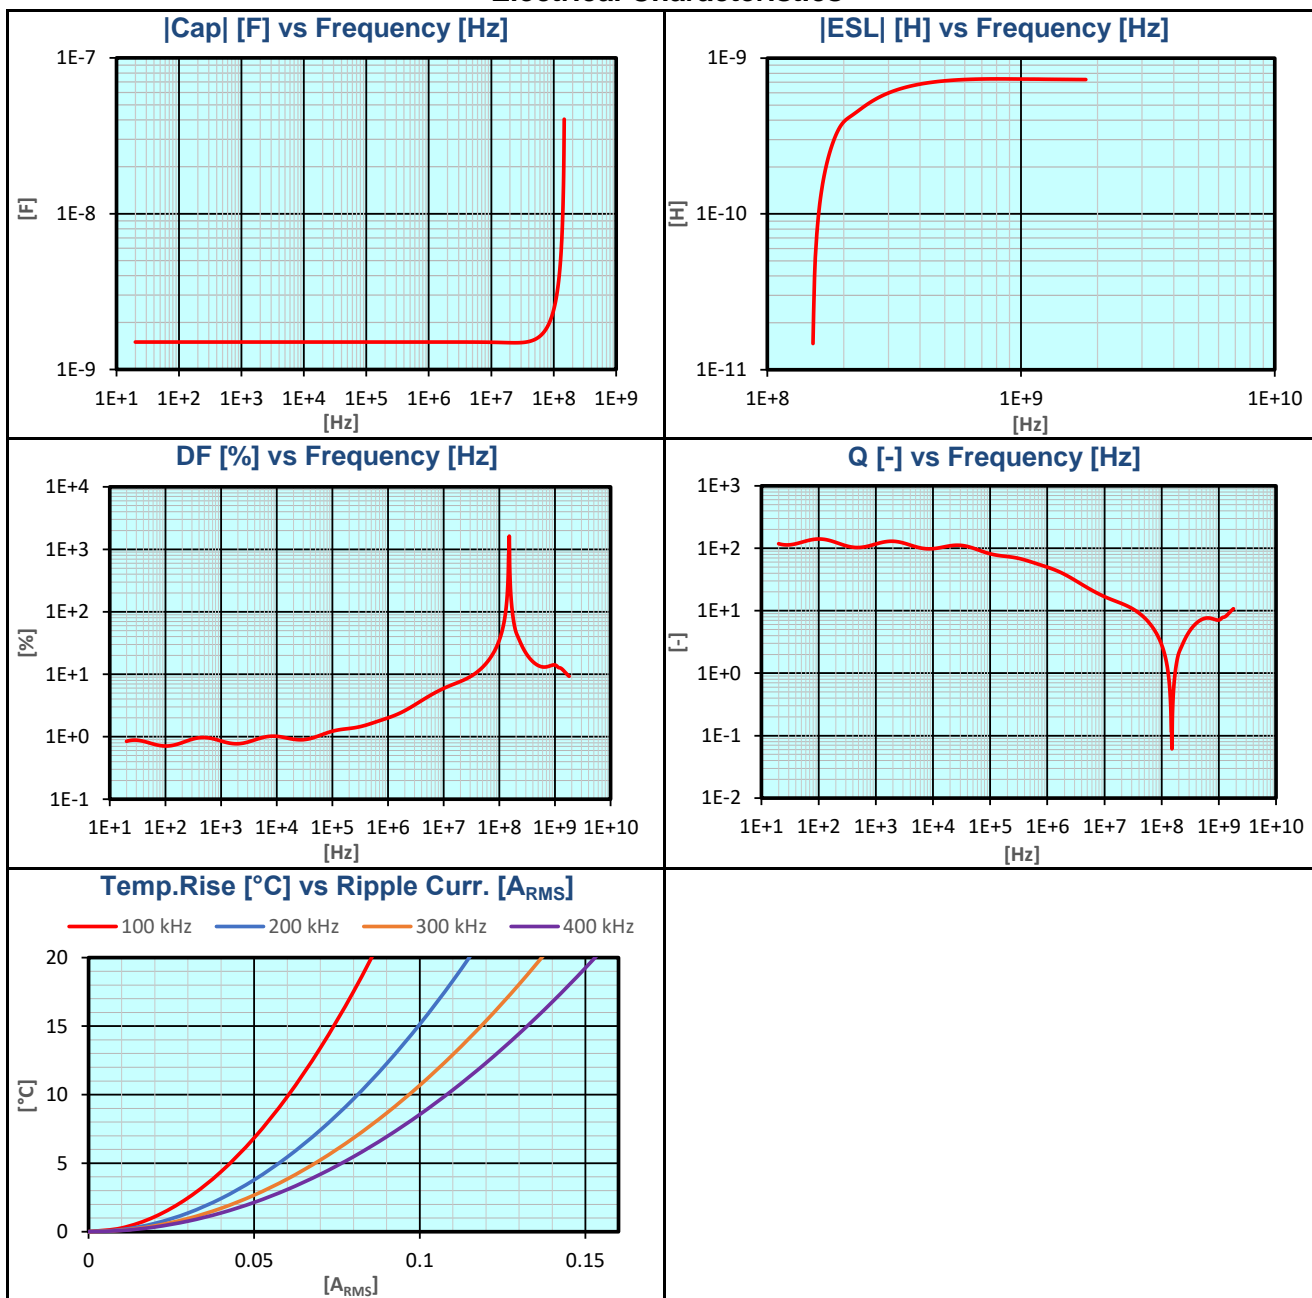 Electrical Characteristics
|Cap| [F] vs Frequency [Hz]
1E-7
1E-8
1E-9
[F]
1E+1 1E+2 1E+3 1E+4 1E+5 1E+6 1E+7 1E+8 1E+9
[Hz]
|ESL| [H] vs Frequency [Hz]
1E-9
1E-10
1E-11
[H]
1E+8 1E+9 1E+10
[Hz]
DF [%] vs Frequency [Hz]
1E+4
1E+3
1E+2
1E+1
1E+0
1E-1
[%]
1E+1 1E+2 1E+3 1E+4 1E+5 1E+6 1E+7 1E+8 1E+9 1E+10
[Hz]
Q [-] vs Frequency [Hz]
1E+3
1E+2
1E+1
1E+0
1E-1
1E-2
[-]
1E+1 1E+2 1E+3 1E+4 1E+5 1E+6 1E+7 1E+8 1E+9 1E+10
[Hz]
Temp.Rise [°C] vs Ripple Curr. [ARMS]
100 kHz 200 kHz 300 kHz 400 kHz
20
15
10
5
0
[°C]
0 0.05 0.1 0.15
[ARMS]